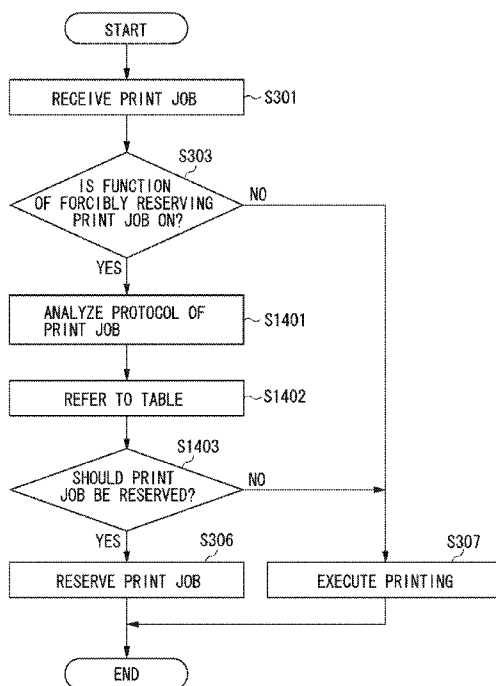 START
RECEIVE PRINT JOB
S301
S303
IS FUNCTION
OF FORCIBLY RESERVING
PRINT JOB ON?
NO
YES
ANALYZE PROTOCOL OF
PRINT JOB
S1401
REFER TO TABLE
S1402
S1403
SHOULD PRINT
JOB BE RESERVED?
NO
YES
S306
S307
RESERVE PRINT JOB
EXECUTE PRINTING
END